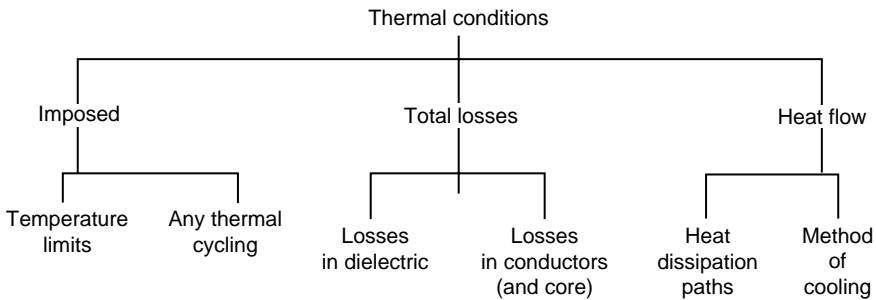 Thermal conditions
Imposed
Total losses
Heat flow
Temperature
limits
Any thermal
cycling
Losses
in dielectric
Losses
in conductors
(and core)
Heat
dissipation
paths
Method
of
cooling